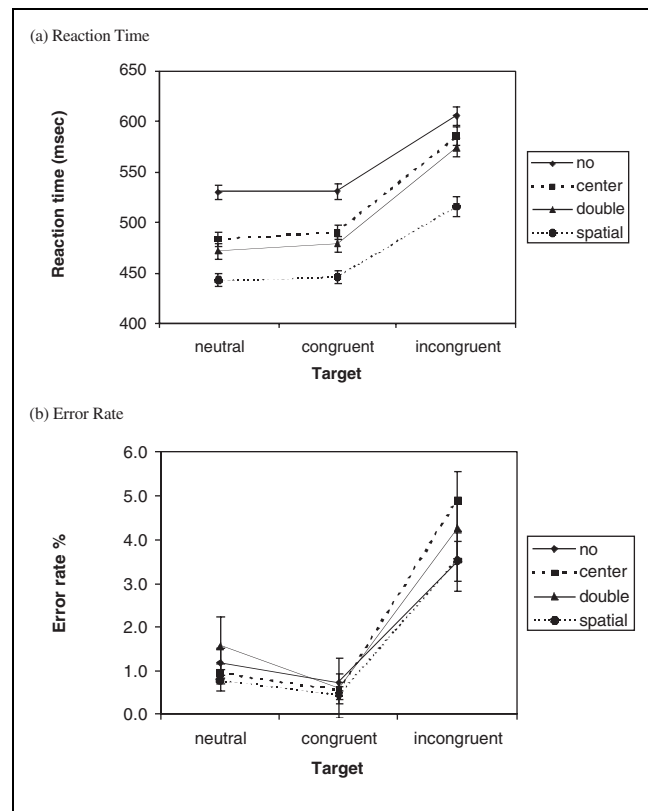 (a) Reaction Time
Reaction time (msec)
650
600
550
500
450
400
neutral congruent incongruent
Target
no
center
double
spatial
(b) Error Rate
Error rate %
6.0
5.0
4.0
3.0
2.0
1.0
0.0
neutral congruent incongruent
Target
no
center
double
spatial